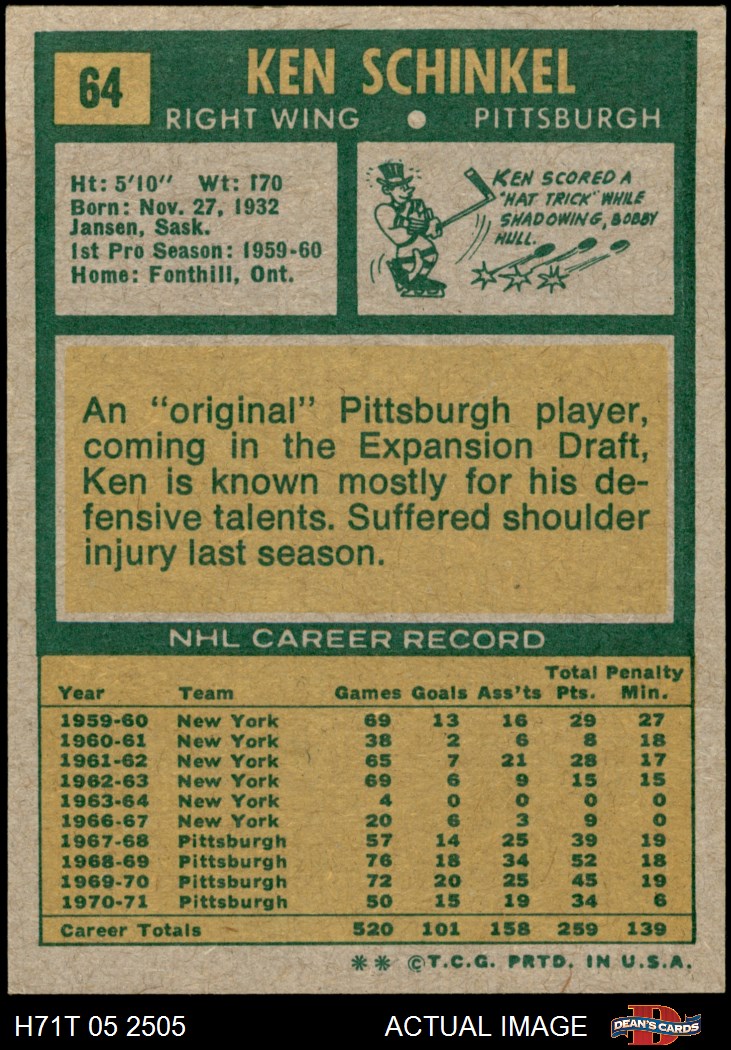 64
KEN SCHINKEL
RIGHT WING • PITTSBURGH
Ht: 5'10" Wt: 170
Born: Nov. 27, 1932
Jansen, Sask.
1st Pro Season: 1959-60
Home: Fonthill, Ont.
KEN SCORED A
"HAT TRICK" WHILE
SHADOWING, BOBBY
HULL.
An "original" Pittsburgh player,
coming in the Expansion Draft,
Ken is known mostly for his de-
fensive talents. Suffered shoulder
injury last season.
NHL CAREER RECORD
Total Penalty
Year Team Games Goals Ass'ts Pts. Min.
1959-60 New York 69 13 16 29 27
1960-61 New York 38 2 6 8 18
1961-62 New York 65 7 21 28 17
1962-63 New York 69 6 9 15 15
1963-64 New York 4 0 0 0 0
1966-67 New York 20 6 3 9 0
1967-68 Pittsburgh 57 14 25 39 19
1968-69 Pittsburgh 76 18 34 52 18
1969-70 Pittsburgh 72 20 25 45 19
1970-71 Pittsburgh 50 15 19 34 6
Career Totals 520 101 158 259 139
** ©T.C.G. PRTD. IN U.S.A.
H71T 05 2505 ACTUAL IMAGE D DEAN'S CARDS